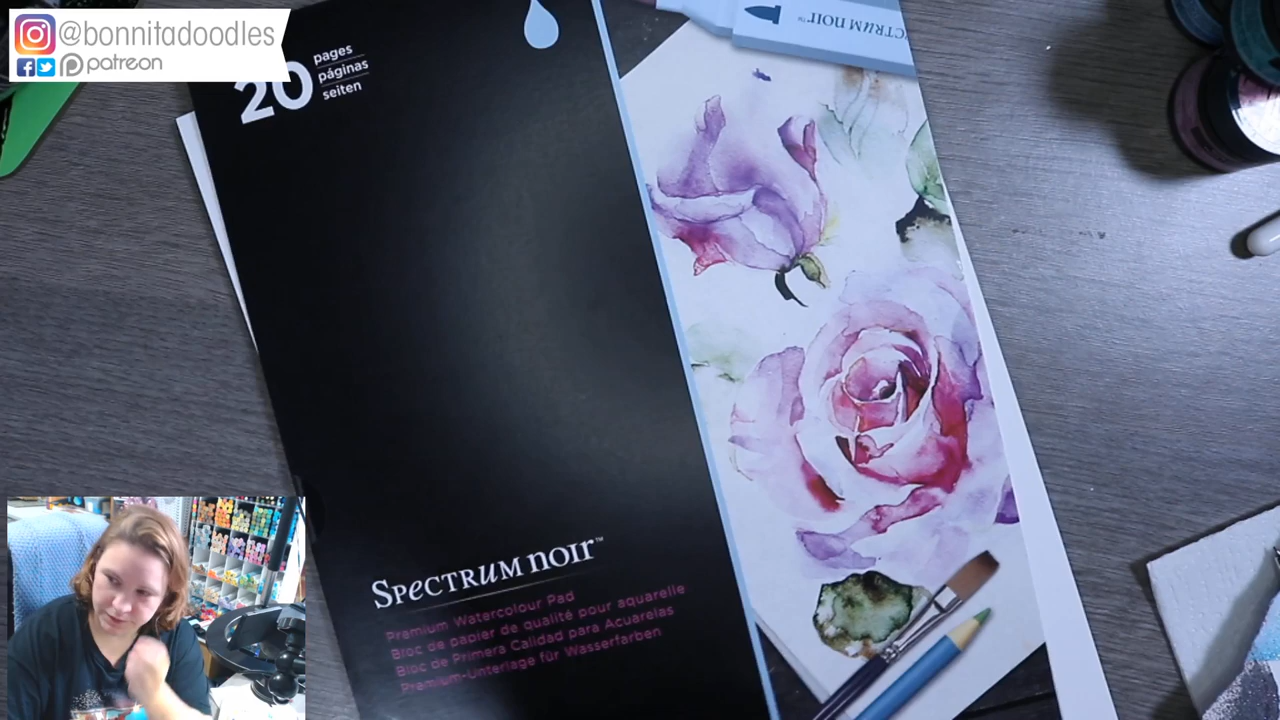 @bonnitadoodles
patreon
20
pages
páginas
seiten
SPECTRUM noir™
SPECTRUM noir™
Premium Watercolour Pad
Bloc de papier de qualité pour aquarelle
Bloc de Primera Calidad para Acuarelas
Premium-Unterlage für Wasserfarben